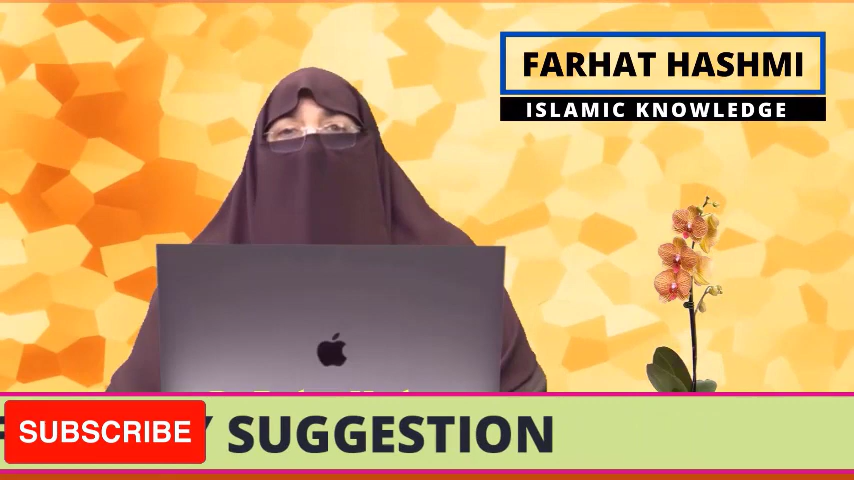 FARHAT HASHMI
ISLAMIC KNOWLEDGE
SUBSCRIBE
SUGGESTION